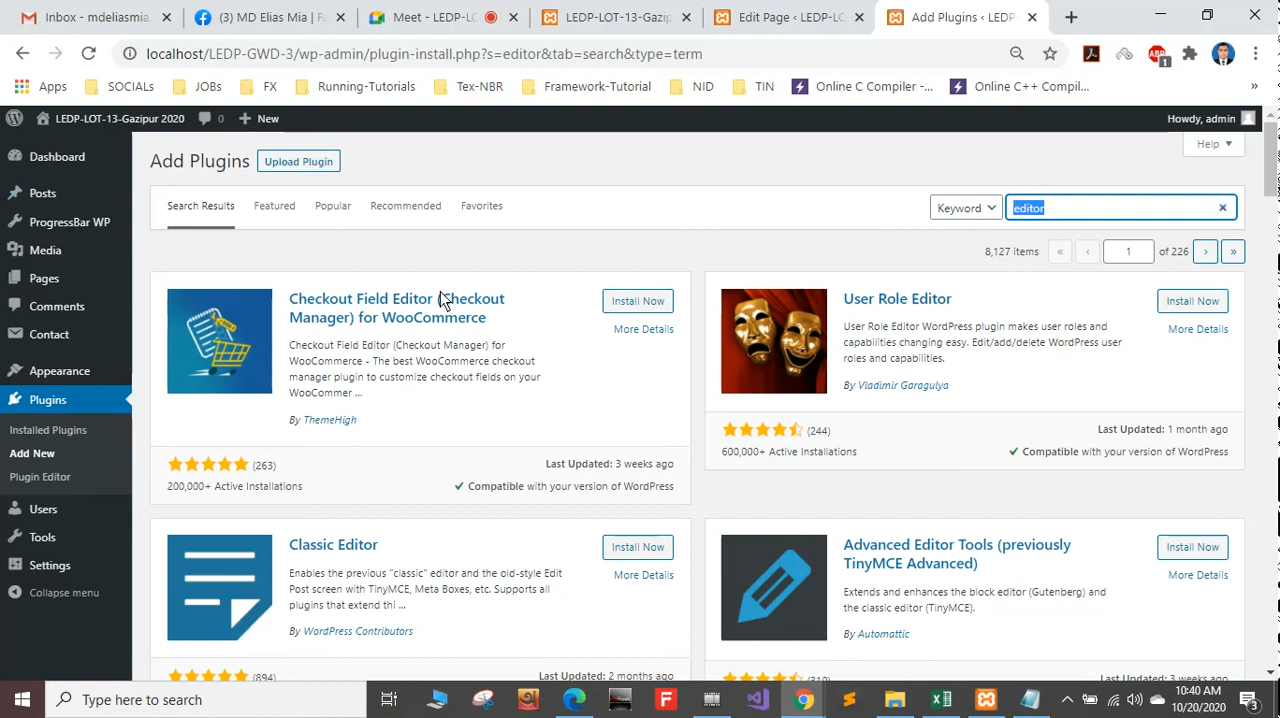 Inbox - mdeliasmia.
(3) MD Elias Mia | Fa
Meet - LEDP-L
LEDP-LOT-13-Gazip
Edit Page ‹ LEDP-LC
Add Plugins ‹ LEDP-
localhost/LEDP-GWD-3/wp-admin/plugin-install.php?s=editor&tab=search&type=term
ABP
1
Apps
SOCIALs
JOBs
FX
Running-Tutorials
Tex-NBR
Framework-Tutorial
NID
TIN
Online C Compiler -...
Online C++ Compi...
»
LEDP-LOT-13-Gazipur 2020
0
New
Howdy, admin
Dashboard
Posts
ProgressBar WP
Media
Pages
Comments
Contact
Appearance
Plugins
Installed Plugins
Add New
Plugin Editor
Users
Tools
Settings
Collapse menu
Add Plugins
Upload Plugin
Help
Search Results
Featured
Popular
Recommended
Favorites
Keyword
editor
8,127 items « ‹ 1 of 226 › »
Checkout Field Editor (Checkout
Manager) for WooCommerce
Install Now
More Details
Checkout Field Editor (Checkout Manager) for
WooCommerce - The best WooCommerce checkout
manager plugin to customize checkout fields on your
WooCommer ...
By ThemeHigh
(263)
Last Updated: 3 weeks ago
200,000+ Active Installations
Compatible with your version of WordPress
User Role Editor
Install Now
More Details
User Role Editor WordPress plugin makes user roles and
capabilities changing easy. Edit/add/delete WordPress user
roles and capabilities.
By Vladimir Garagulya
(244)
Last Updated: 1 month ago
600,000+ Active Installations
Compatible with your version of WordPress
Classic Editor
Install Now
More Details
Enables the previous "classic" editor and the old-style Edit
Post screen with TinyMCE, Meta Boxes, etc. Supports all
plugins that extend thi ...
By WordPress Contributors
(894)
Last Updated: 2 months ago
Advanced Editor Tools (previously
TinyMCE Advanced)
Install Now
More Details
Extends and enhances the block editor (Gutenberg) and
the classic editor (TinyMCE).
By Automattic
(319)
Last Updated: 3 weeks ago
Type here to search
F
10:40 AM
10/20/2020
3